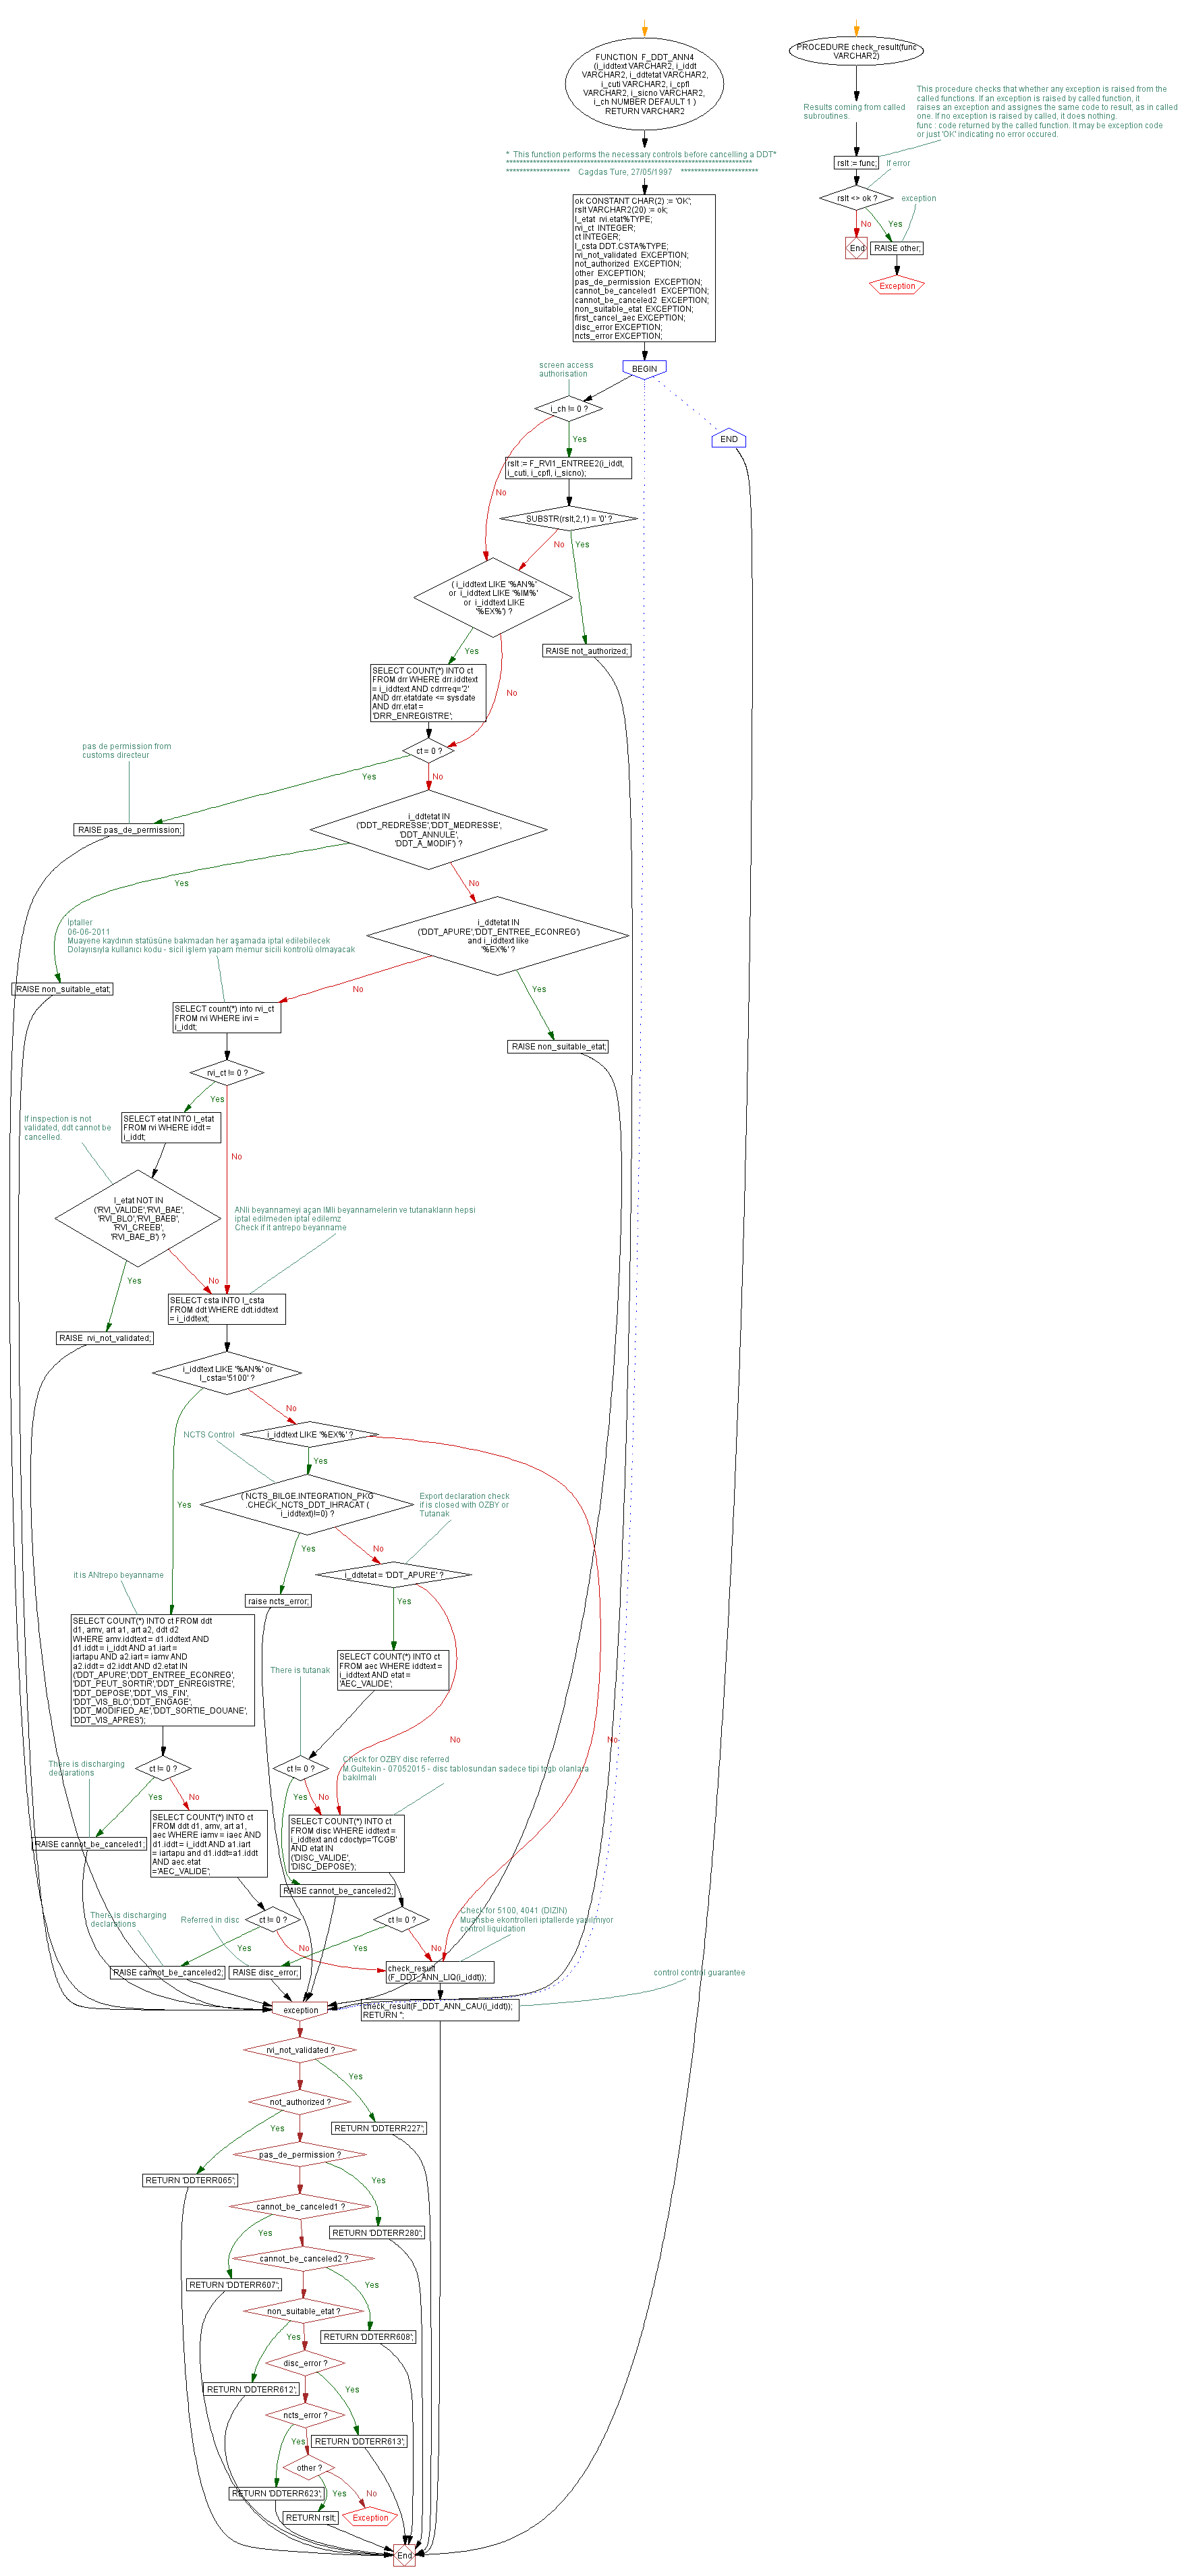 FUNCTION F_DDT_ANN4
(i_iddtext VARCHAR2, i_iddt
VARCHAR2, i_ddtetat VARCHAR2,
i_cuti VARCHAR2, i_cpfl
VARCHAR2, i_sicno VARCHAR2,
i_ch NUMBER DEFAULT 1 )
RETURN VARCHAR2
PROCEDURE check_result(func
VARCHAR2)
Results coming from called
subroutines.
This procedure checks that whether any exception is raised from the
called functions. If an exception is raised by called function, it
raises an exception and assignes the same code to result, as in called
one. If no exception is raised by called, it does nothing.
func : code returned by the called function. It may be exception code
or just 'OK' indicating no error occured.
rslt := func;
If error
rslt <> ok ?
exception
No
Yes
End
RAISE other;
Exception
* This function performs the necessary controls before cancelling a DDT*
*************************************************************************
******************* Cagdas Ture, 27/05/1997 ***********************
ok CONSTANT CHAR(2) := 'OK';
rslt VARCHAR2(20) := ok;
l_etat rvi.etat%TYPE;
rvi_ct INTEGER;
ct INTEGER;
l_csta DDT.CSTA%TYPE;
rvi_not_validated EXCEPTION;
not_authorized EXCEPTION;
other EXCEPTION;
pas_de_permission EXCEPTION;
cannot_be_canceled1 EXCEPTION;
cannot_be_canceled2 EXCEPTION;
non_suitable_etat EXCEPTION;
first_cancel_aec EXCEPTION;
disc_error EXCEPTION;
ncts_error EXCEPTION;
BEGIN
screen access
authorisation
i_ch != 0 ?
END
Yes
rslt := F_RVI1_ENTREE2(i_iddt,
i_cuti, i_cpfl, i_sicno);
No
SUBSTR(rslt,2,1) = '0' ?
No
Yes
( i_iddtext LIKE '%AN%'
or i_iddtext LIKE '%IM%'
or i_iddtext LIKE
'%EX%') ?
Yes
RAISE not_authorized;
SELECT COUNT(*) INTO ct
FROM drr WHERE drr.iddtext
= i_iddtext AND cdrrreq='2'
AND drr.etatdate <= sysdate
AND drr.etat =
'DRR_ENREGISTRE';
No
ct = 0 ?
pas de permission from
customs directeur
Yes
No
RAISE pas_de_permission;
i_ddtetat IN
('DDT_REDRESSE','DDT_MEDRESSE',
'DDT_ANNULE',
'DDT_A_MODIF') ?
Yes
No
İptaller
06-06-2011
Muayene kaydının statüsüne bakmadan her aşamada iptal edilebilecek
Dolayısıyla kullanıcı kodu - sicil işlem yapam memur sicili kontrolü olmayacak
i_ddtetat IN
('DDT_APURE','DDT_ENTREE_ECONREG')
and i_iddtext like
'%EX%' ?
RAISE non_suitable_etat;
No
Yes
SELECT count(*) into rvi_ct
FROM rvi WHERE irvi =
i_iddt;
RAISE non_suitable_etat;
rvi_ct != 0 ?
Yes
If inspection is not
validated, ddt cannot be
cancelled.
SELECT etat INTO l_etat
FROM rvi WHERE iddt =
i_iddt;
No
l_etat NOT IN
('RVI_VALIDE','RVI_BAE',
'RVI_BLO','RVI_BAEB',
'RVI_CREEB',
'RVI_BAE_B') ?
ANli beyannameyi açan IMli beyannamelerin ve tutanakların hepsi
iptal edilmeden iptal edilemz
Check if it antrepo beyanname
Yes
No
SELECT csta INTO l_csta
FROM ddt WHERE ddt.iddtext
= i_iddtext;
RAISE rvi_not_validated;
i_iddtext LIKE '%AN%' or
l_csta='5100' ?
No
NCTS Control
i_iddtext LIKE '%EX%' ?
Yes
Yes
( NCTS_BILGE.INTEGRATION_PKG
.CHECK_NCTS_DDT_IHRACAT (
i_iddtext)!=0) ?
Export declaration check
if is closed with OZBY or
Tutanak
Yes
No
it is ANtrepo beyanname
i_ddtetat = 'DDT_APURE' ?
raise ncts_error;
Yes
SELECT COUNT(*) INTO ct FROM ddt
d1, amv, art a1, art a2, ddt d2
WHERE amv.iddtext = d1.iddtext AND
d1.iddt = i_iddt AND a1.iart =
iartapu AND a2.iart = iamv AND
a2.iddt = d2.iddt AND d2.etat IN
('DDT_APURE','DDT_ENTREE_ECONREG',
'DDT_PEUT_SORTIR','DDT_ENREGISTRE',
'DDT_DEPOSE','DDT_VIS_FIN',
'DDT_VIS_BLO','DDT_ENGAGE',
'DDT_MODIFIED_AE','DDT_SORTIE_DOUANE',
'DDT_VIS_APRES');
SELECT COUNT(*) INTO ct
FROM aec WHERE iddtext =
i_iddtext AND etat =
'AEC_VALIDE';
There is tutanak
No
No
There is discharging
declarations
ct != 0 ?
ct != 0 ?
Check for OZBY disc referred
M.Gultekin - 07052015 - disc tablosundan sadece tipi tcgb olanlara
bakılmalı
Yes
No
Yes
No
RAISE cannot_be_canceled1;
SELECT COUNT(*) INTO ct
FROM ddt d1, amv, art a1,
aec WHERE iamv = iaec AND
d1.iddt = i_iddt AND a1.iart
= iartapu and d1.iddt=a1.iddt
AND aec.etat
='AEC_VALIDE';
SELECT COUNT(*) INTO ct
FROM disc WHERE iddtext =
i_iddtext and cdoctyp='TCGB'
AND etat IN
('DISC_VALIDE',
'DISC_DEPOSE');
RAISE cannot_be_canceled2;
There is discharging
declarations
Referred in disc
ct != 0 ?
ct != 0 ?
Check for 5100, 4041 (DIZIN)
Muhsbe ekontrolleri iptallerde yapılmıyor
control liquidation
Yes
No
Yes
No
RAISE cannot_be_canceled2;
RAISE disc_error;
check_result
(F_DDT_ANN_LIQ(i_iddt));
control control guarantee
exception
check_result(F_DDT_ANN_CAU(i_iddt));
RETURN '';
rvi_not_validated ?
Yes
not_authorized ?
Yes
RETURN 'DDTERR227';
pas_de_permission ?
RETURN 'DDTERR065';
Yes
cannot_be_canceled1 ?
Yes
RETURN 'DDTERR280';
cannot_be_canceled2 ?
RETURN 'DDTERR607';
Yes
non_suitable_etat ?
Yes
RETURN 'DDTERR608';
disc_error ?
RETURN 'DDTERR612';
Yes
ncts_error ?
Yes
RETURN 'DDTERR613';
other ?
RETURN 'DDTERR623';
Yes
No
RETURN rslt;
Exception
End